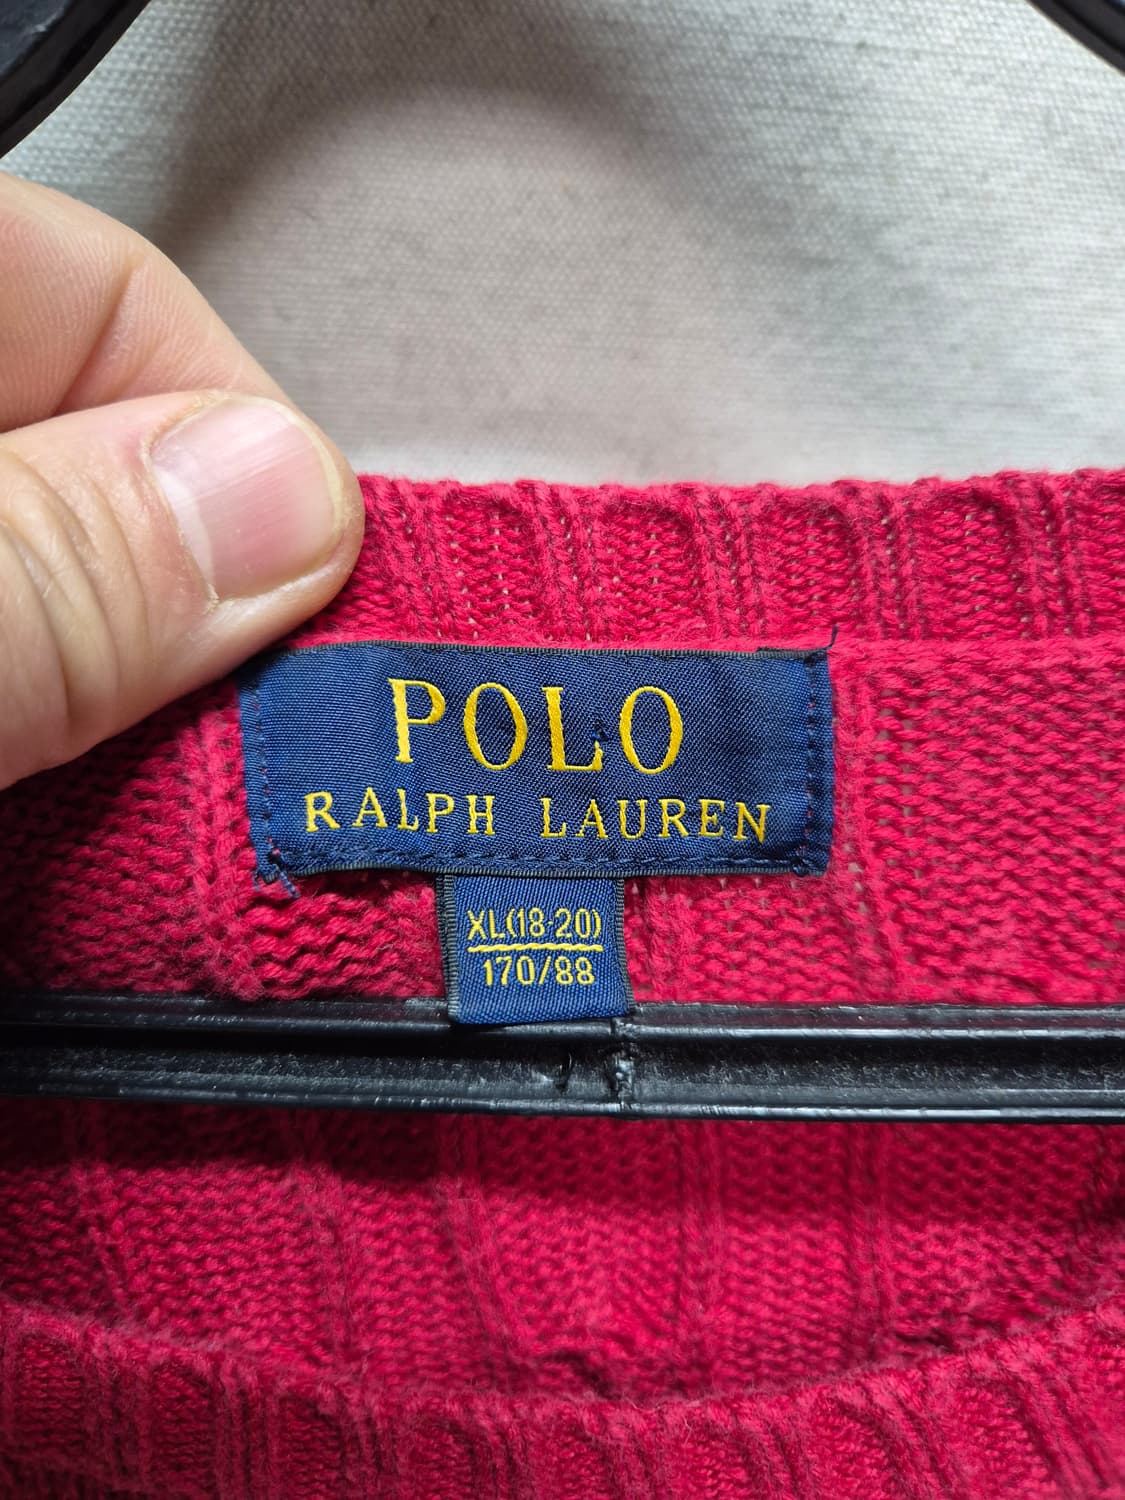 POLO
RALPH LAUREN
XL(18-20)
170/88